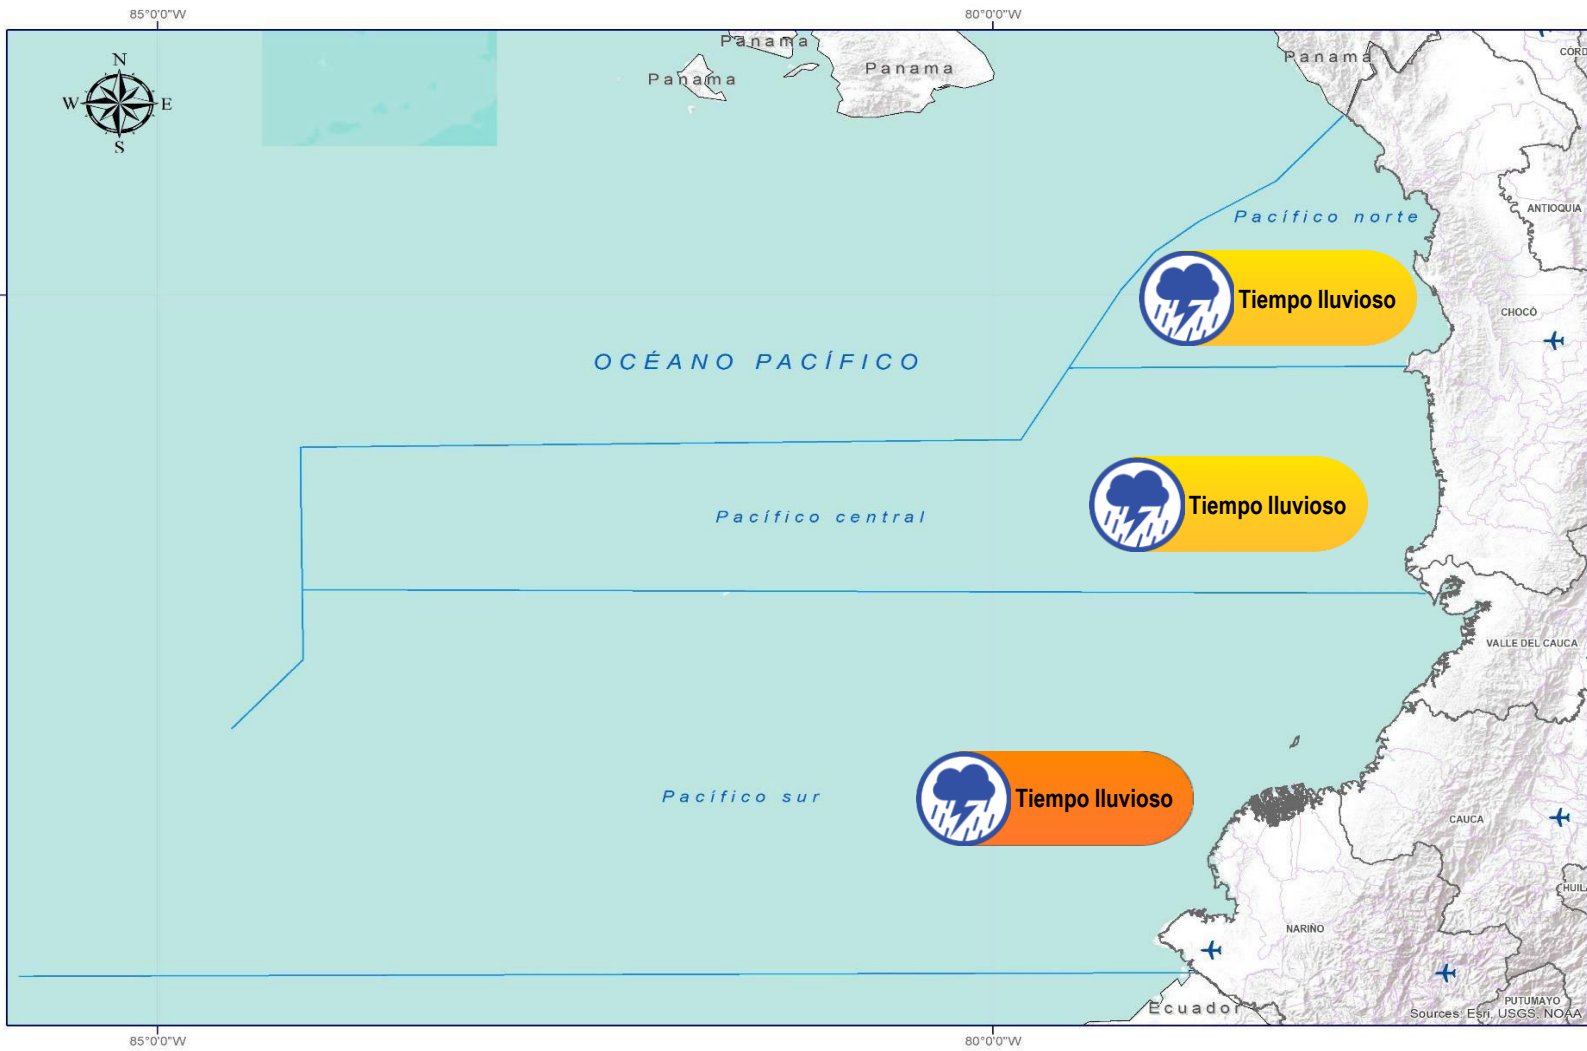 85°0'0"W
80°0'0"W
N
W
E
S
Panama
Panama
Panama
Panama
CORD
ANTIOQUIA
Pacífico norte
Tiempo lluvioso
CHOCÓ
OCÉANO PACÍFICO
Tiempo lluvioso
Pacífico central
VALLE DEL CAUCA
Pacífico sur
Tiempo lluvioso
CAUCA
HUILA
NARIÑO
PUTUMAYO
Ecuador
Sources: Esri, USGS, NOAA
85°0'0"W
80°0'0"W